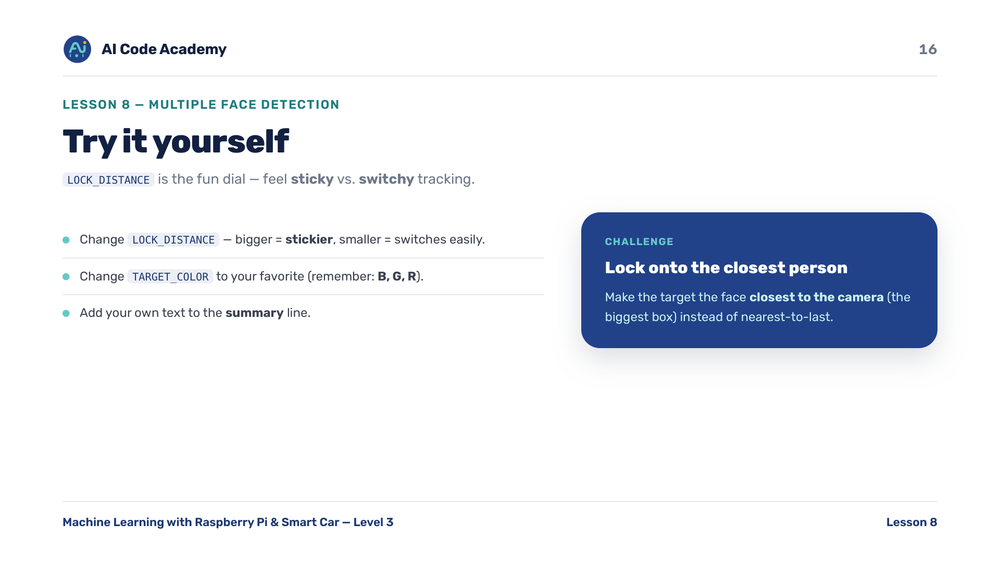 AI Code Academy
16
LESSON 8 — MULTIPLE FACE DETECTION
Try it yourself
LOCK_DISTANCE is the fun dial — feel sticky vs. switchy tracking.
Change LOCK_DISTANCE — bigger = stickier, smaller = switches easily.
Change TARGET_COLOR to your favorite (remember: B, G, R).
Add your own text to the summary line.
CHALLENGE
Lock onto the closest person
Make the target the face closest to the camera (the
biggest box) instead of nearest-to-last.
Machine Learning with Raspberry Pi & Smart Car — Level 3
Lesson 8